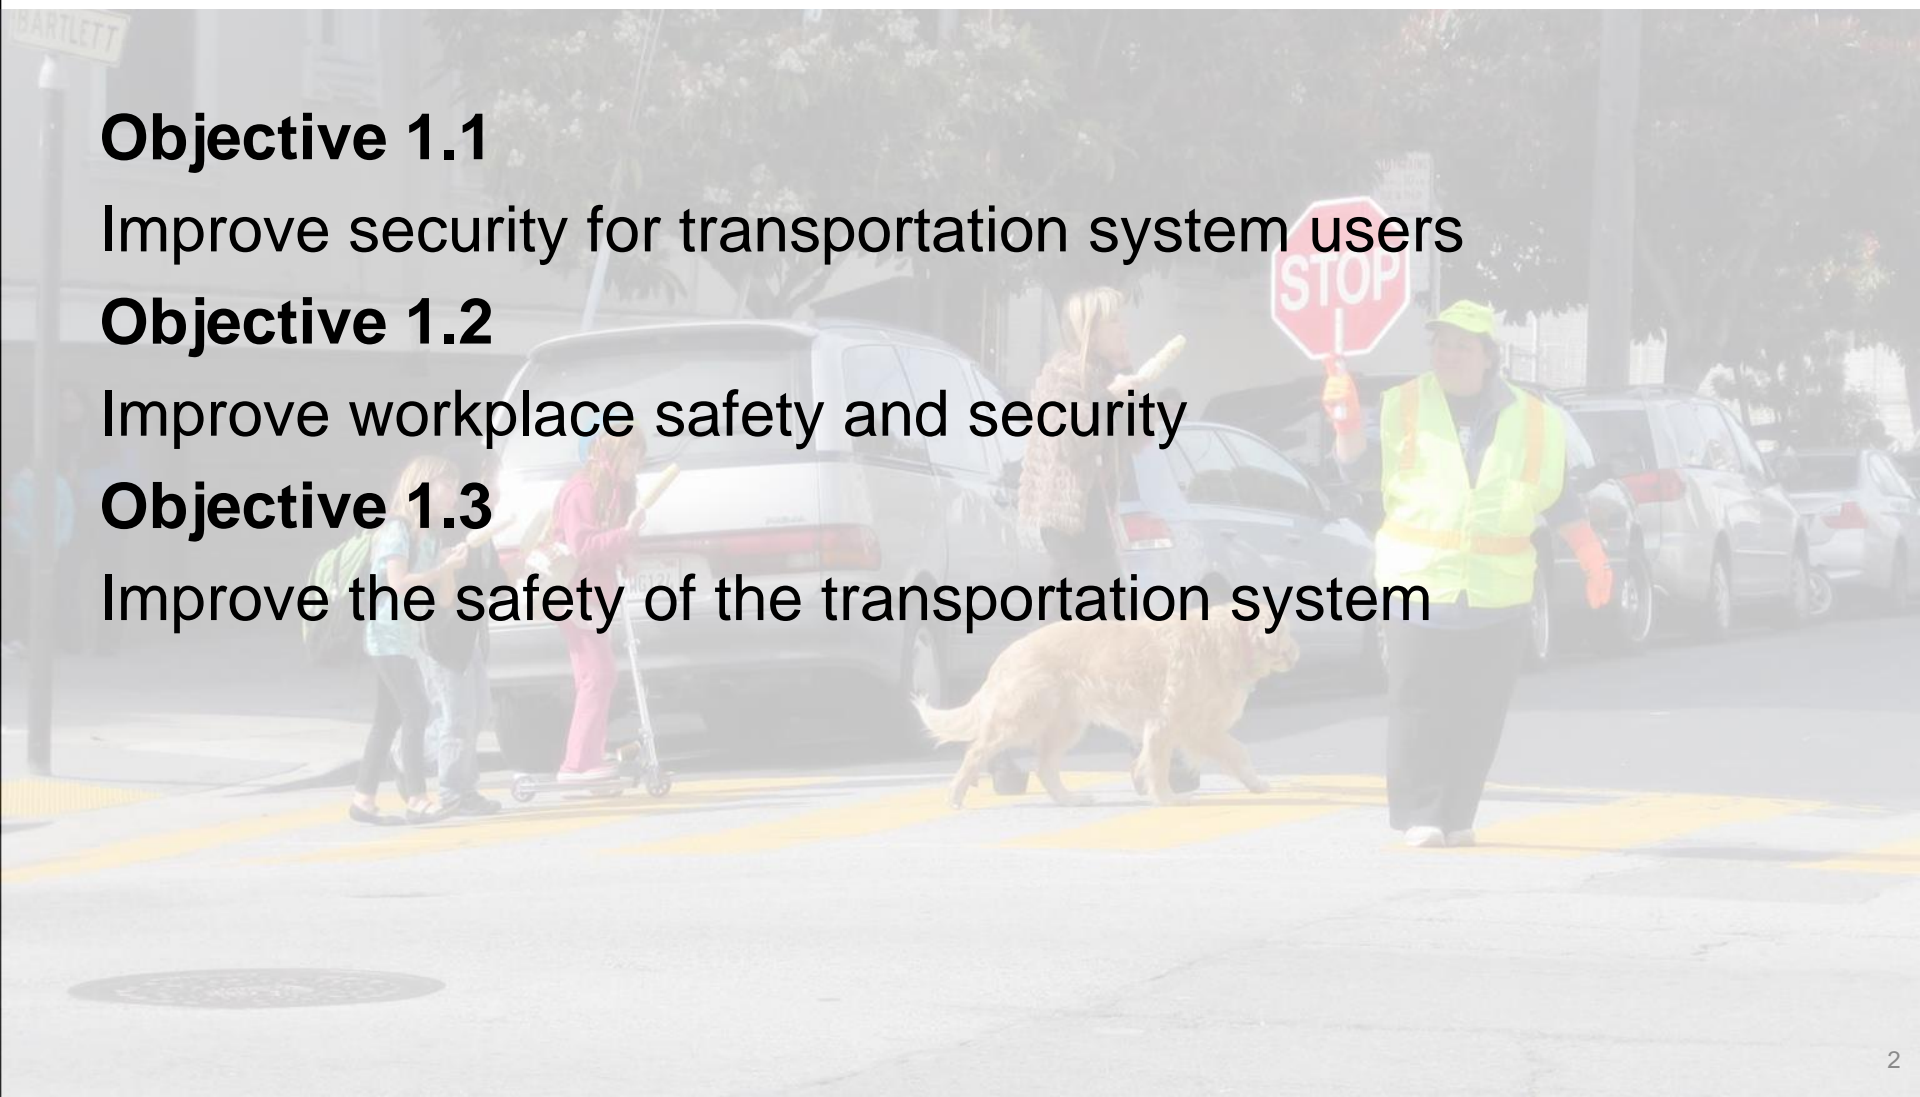 BARTLETT
Objective 1.1
Improve security for transportation system users
STOP
Objective 1.2
Improve workplace safety and security
Objective 1.3
Improve the safety of the transportation system
2